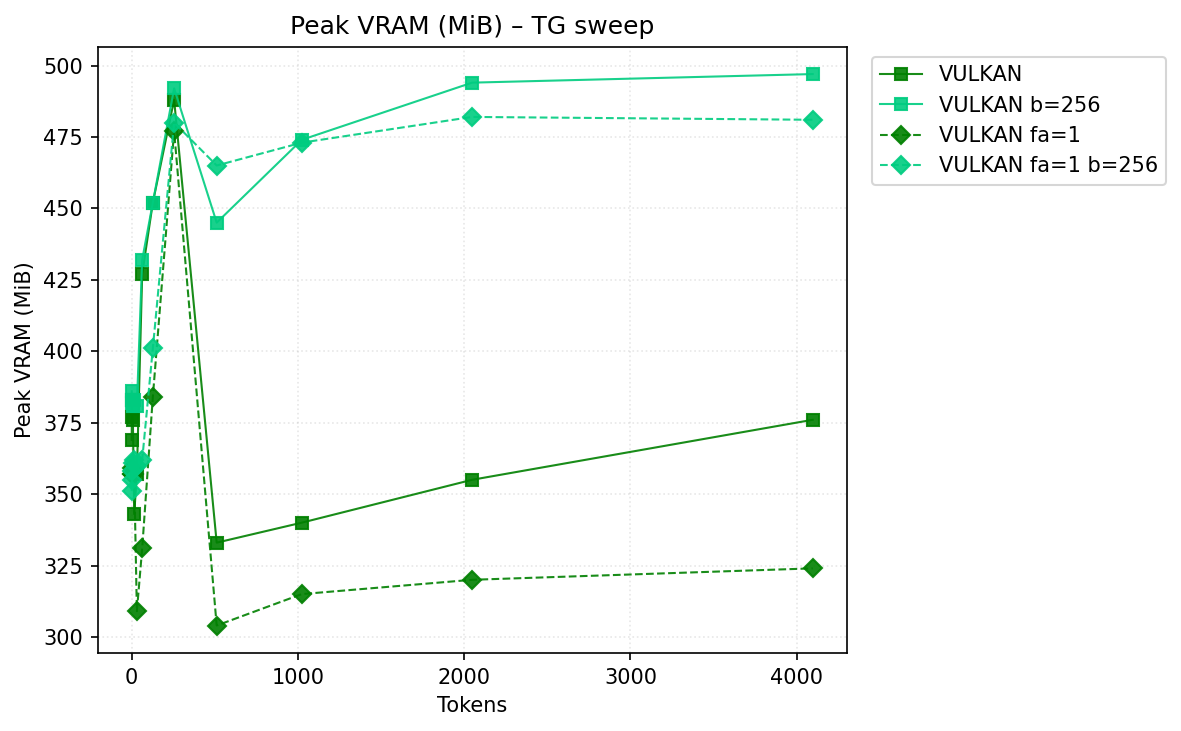 Peak VRAM (MiB) – TG sweep
VULKAN
VULKAN b=256
VULKAN fa=1
VULKAN fa=1 b=256
Peak VRAM (MiB)
500
475
450
425
400
375
350
325
300
0
1000
2000
3000
4000
Tokens